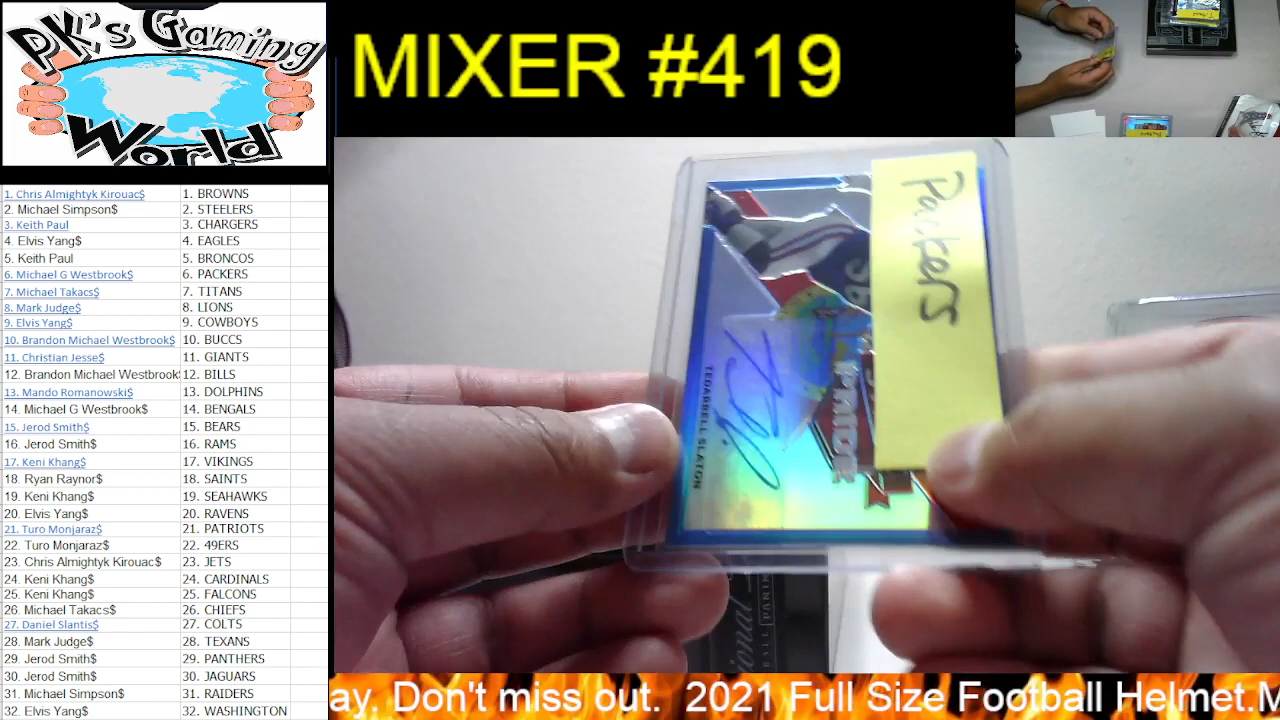 PK's Gaming World
MIXER #419
1. Chris Almightyk Kirouac$ 1. BROWNS
2. Michael Simpson$ 2. STEELERS
3. Keith Paul 3. CHARGERS
4. Elvis Yang$ 4. EAGLES
5. Keith Paul 5. BRONCOS
6. Michael G Westbrook$ 6. PACKERS
7. Michael Takacs$ 7. TITANS
8. Mark Judge$ 8. LIONS
9. Elvis Yang$ 9. COWBOYS
10. Brandon Michael Westbrook$ 10. BUCCS
11. Christian Jesse$ 11. GIANTS
12. Brandon Michael Westbrook$ 12. BILLS
13. Mando Romanowski$ 13. DOLPHINS
14. Michael G Westbrook$ 14. BENGALS
15. Jerod Smith$ 15. BEARS
16. Jerod Smith$ 16. RAMS
17. Keni Khang$ 17. VIKINGS
18. Ryan Raynor$ 18. SAINTS
19. Keni Khang$ 19. SEAHAWKS
20. Elvis Yang$ 20. RAVENS
21. Turo Monjaraz$ 21. PATRIOTS
22. Turo Monjaraz$ 22. 49ERS
23. Chris Almightyk Kirouac$ 23. JETS
24. Keni Khang$ 24. CARDINALS
25. Keni Khang$ 25. FALCONS
26. Michael Takacs$ 26. CHIEFS
27. Daniel Slantis$ 27. COLTS
28. Mark Judge$ 28. TEXANS
29. Jerod Smith$ 29. PANTHERS
30. Jerod Smith$ 30. JAGUARS
31. Michael Simpson$ 31. RAIDERS
32. Elvis Yang$ 32. WASHINGTON
Packers
56
PRIDE
TEDARRELL SLATON
ay. Don't miss out. 2021 Full Size Football Helmet.M